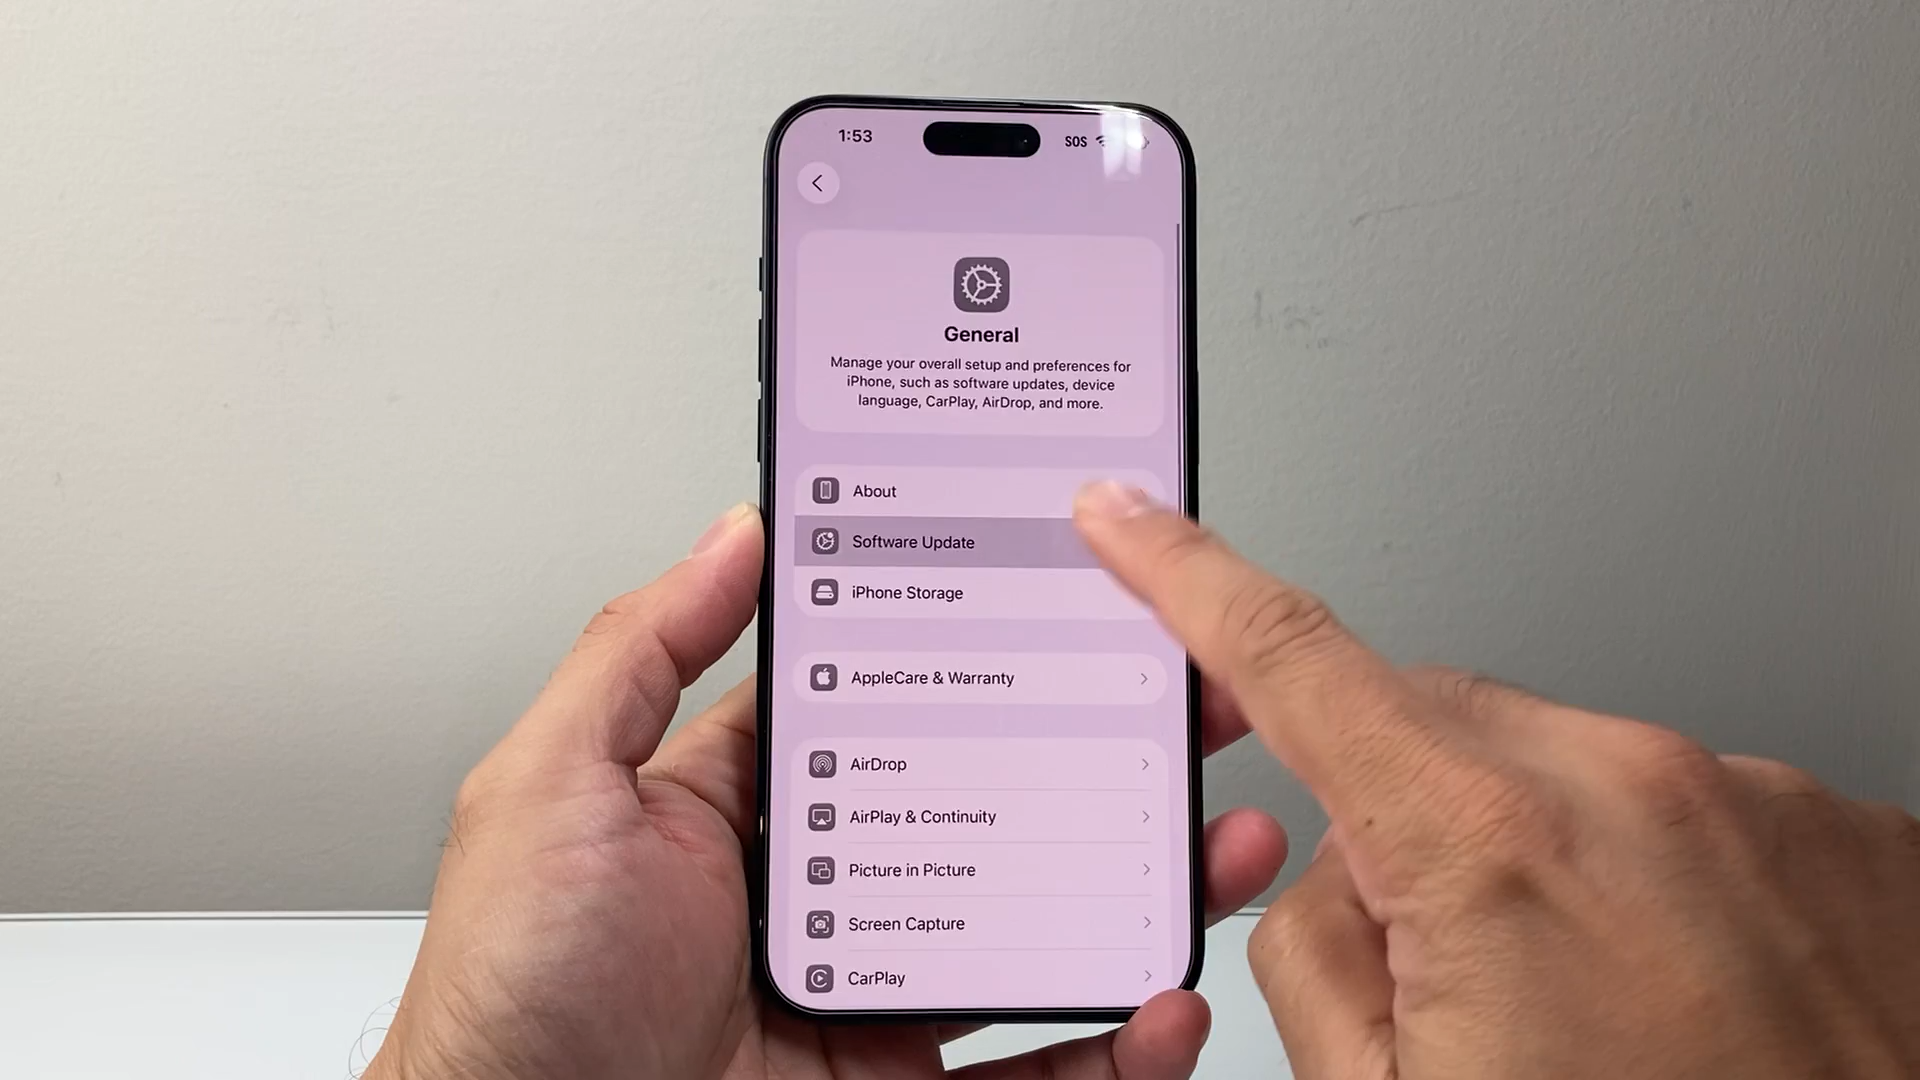 1:53
SOS
General
Manage your overall setup and preferences for
iPhone, such as software updates, device
language, CarPlay, AirDrop, and more.
About
Software Update
iPhone Storage
AppleCare & Warranty
AirDrop
AirPlay & Continuity
Picture in Picture
Screen Capture
CarPlay